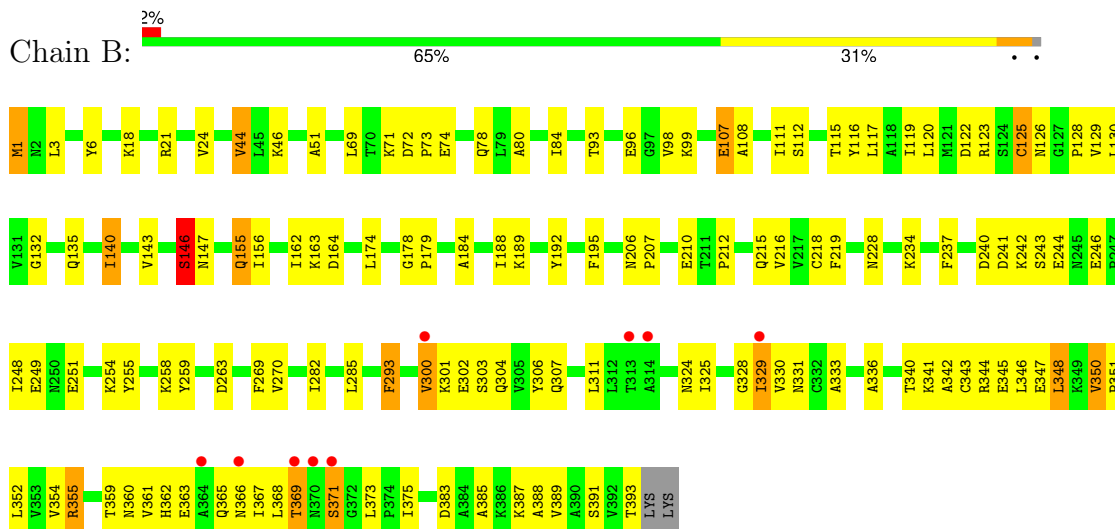 2%
Chain B:
65% 31% • •
M1 N2 L3 Y6 K18 R21 V24 V44 L45 K46 A51 L69 T70 K71 D72 P73 E74 Q78 L79 A80 I84 T93 E96 G97 V98 K99 E107 A108 I111 S112 T115 Y116 L117 A118 I119 L120 M121 D122 R123 S124 C125 N126 G127 P128 V129 L130
V131 G132 Q135 I140 V143 S146 N147 Q155 I156 I162 K163 D164 L174 G178 P179 A184 I188 K189 Y192 F195 N206 P207 E210 T211 P212 Q215 V216 V217 C218 F219 N228 K234 F237 D240 D241 K242 S243 E244 N245 E246 P247
I248 E249 N250 E251 K254 Y255 K258 Y259 D263 F269 V270 I282 L285 F293 V300 K301 E302 S303 Q304 V305 Y306 Q307 L311 L312 T313 A314 N324 I325 G328 I329 V330 N331 C332 A333 A336 T340 K341 A342 C343 R344 E345 L346 E347 L348 K349 V350 P351
L352 V353 V354 R355 T359 N360 V361 H362 E363 A364 Q365 N366 I367 L368 T369 N370 S371 G372 L373 P374 I375 D383 A384 A385 K386 K387 A388 V389 A390 S391 V392 T393 LYS LYS